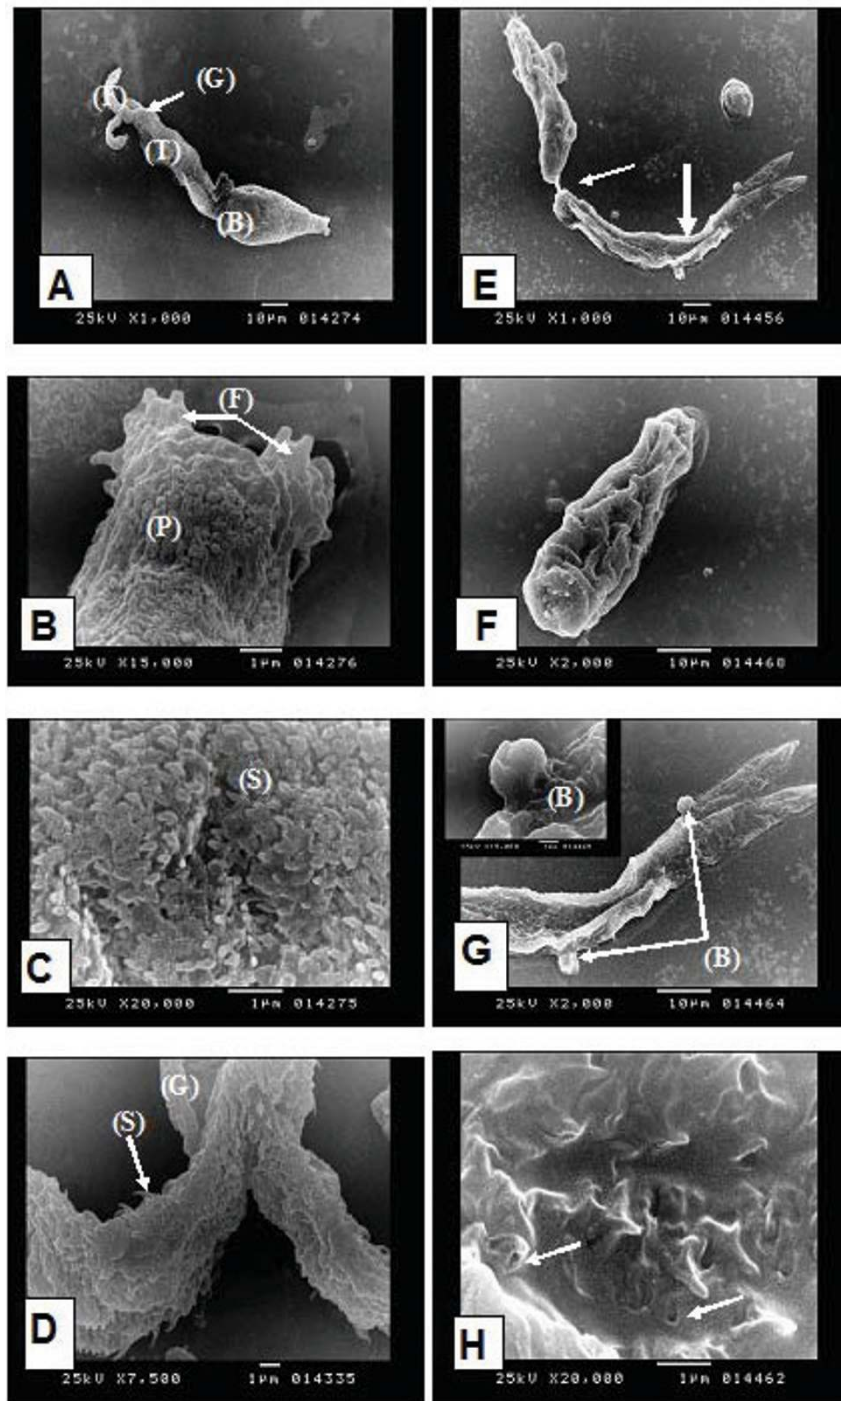 (F) (G)
(T)
(B)
A
25kV X1,000 10µm 014274
E
25kV X1,000 10µm 014456
(F)
(P)
B
25kV X15,000 1µm 014276
F
25kV X2,000 10µm 014460
(S)
C
25kV X20,000 1µm 014275
(B)
G
(B)
25kV X2,000 10µm 014464
(G)
(S)
D
25kV X7,500 1µm 014335
H
25kV X20,000 1µm 014462